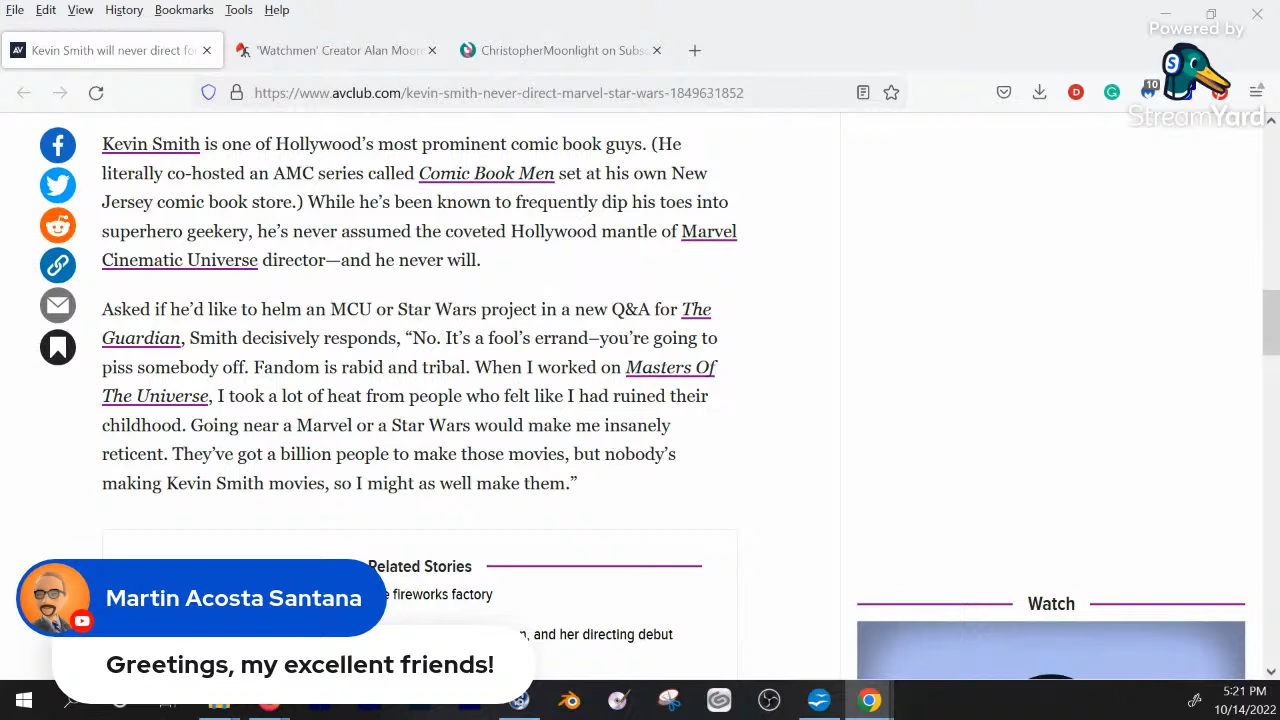 File Edit View History Bookmarks Tools Help
Powered by
Kevin Smith will never direct fo
'Watchmen' Creator Alan Moor
ChristopherMoonlight on Subs
https://www.avclub.com/kevin-smith-never-direct-marvel-star-wars-1849631852
10
StreamYard
Kevin Smith is one of Hollywood's most prominent comic book guys. (He
literally co-hosted an AMC series called Comic Book Men set at his own New
Jersey comic book store.) While he's been known to frequently dip his toes into
superhero geekery, he's never assumed the coveted Hollywood mantle of Marvel
Cinematic Universe director—and he never will.
Asked if he'd like to helm an MCU or Star Wars project in a new Q&A for The
Guardian, Smith decisively responds, “No. It's a fool's errand–you're going to
piss somebody off. Fandom is rabid and tribal. When I worked on Masters Of
The Universe, I took a lot of heat from people who felt like I had ruined their
childhood. Going near a Marvel or a Star Wars would make me insanely
reticent. They've got a billion people to make those movies, but nobody's
making Kevin Smith movies, so I might as well make them.”
Related Stories
fireworks factory
and her directing debut
Watch
Martin Acosta Santana
Greetings, my excellent friends!
5:21 PM
10/14/2022